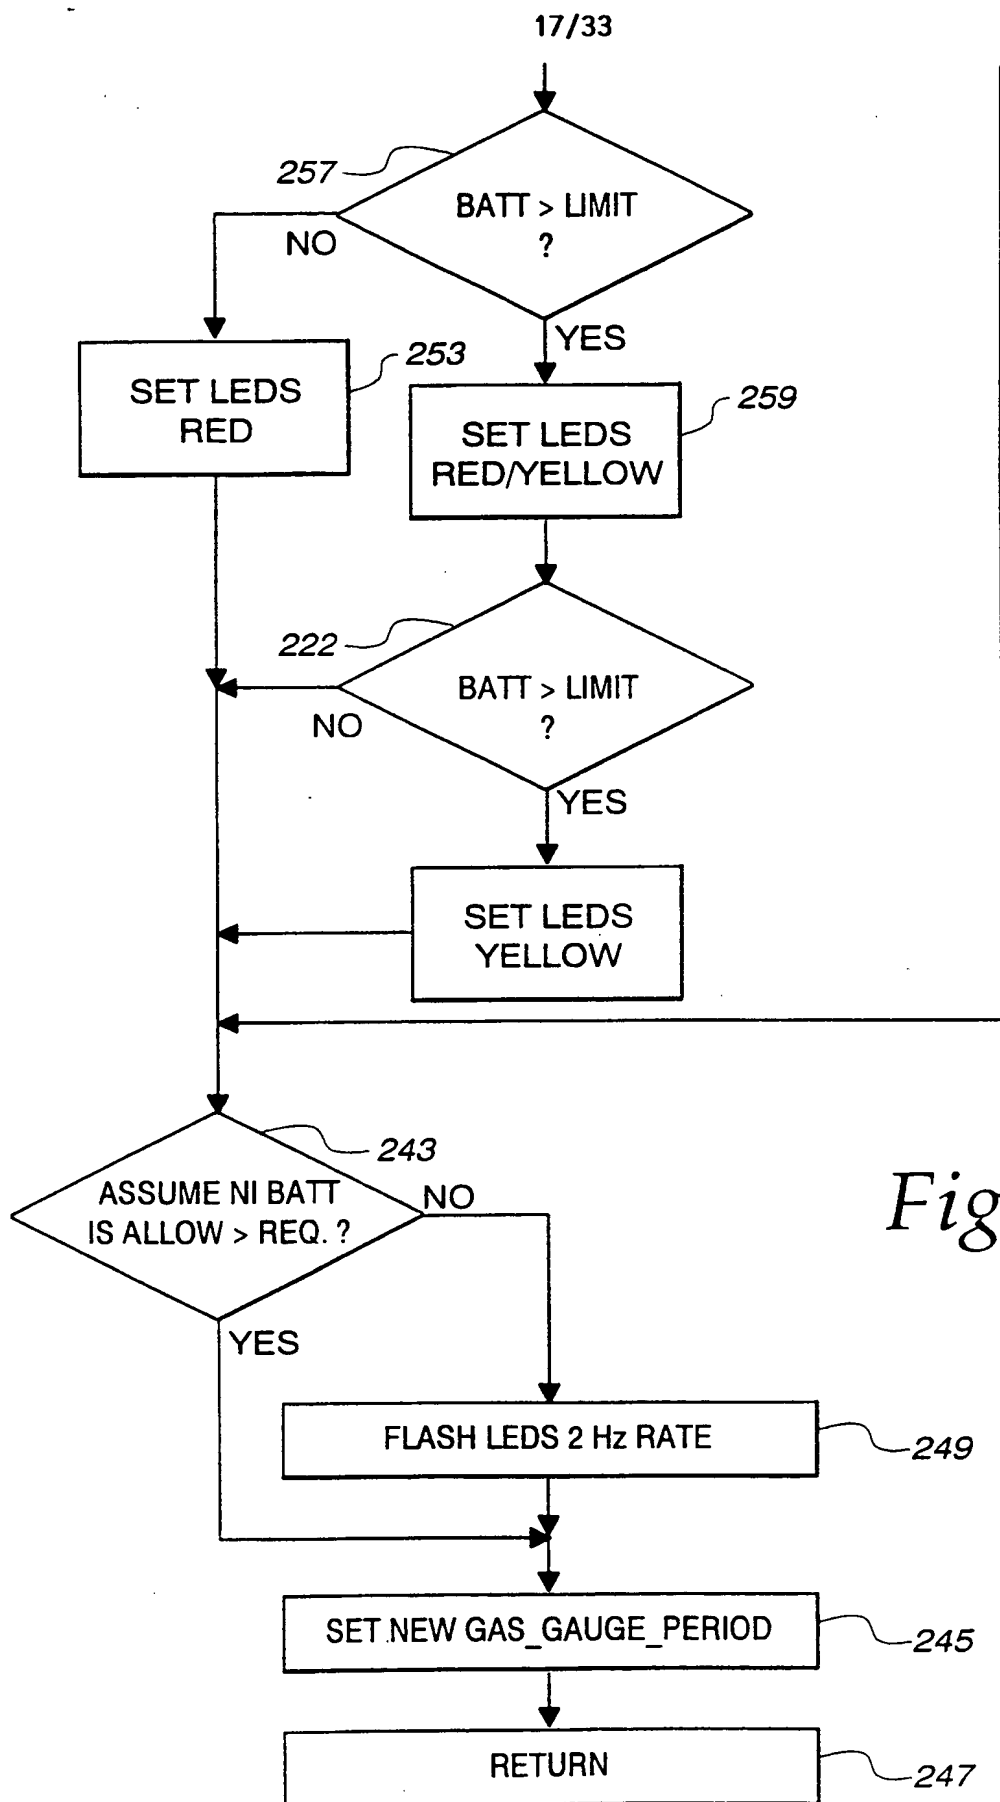 17/33
257
BATT > LIMIT
?
NO
YES
253
SET LEDS
RED
259
SET LEDS
RED/YELLOW
222
BATT > LIMIT
?
NO
YES
SET LEDS
YELLOW
243
ASSUME NI BATT
IS ALLOW > REQ. ?
NO
YES
Fig
FLASH LEDS 2 Hz RATE
249
SET NEW GAS_GAUGE_PERIOD
245
RETURN
247